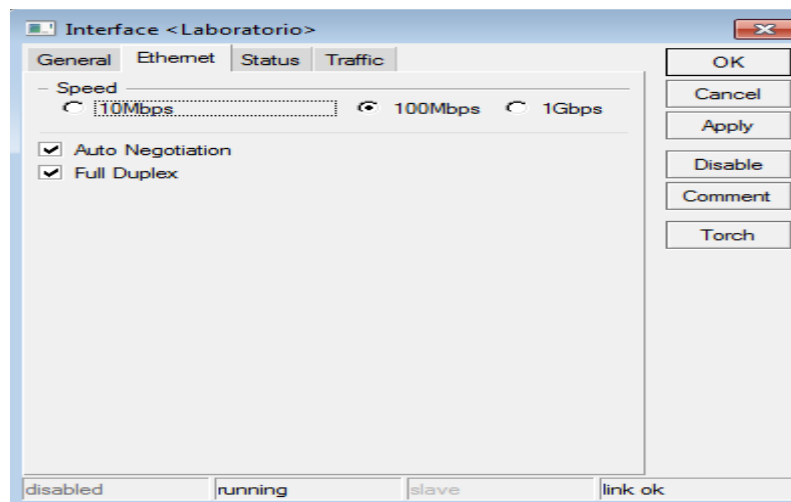 Interface <Laboratorio>
General Ethernet Status Traffic
OK
Speed
Cancel
10Mbps 100Mbps 1Gbps
Apply
Auto Negotiation
Disable
Full Duplex
Comment
Torch
disabled running slave link ok